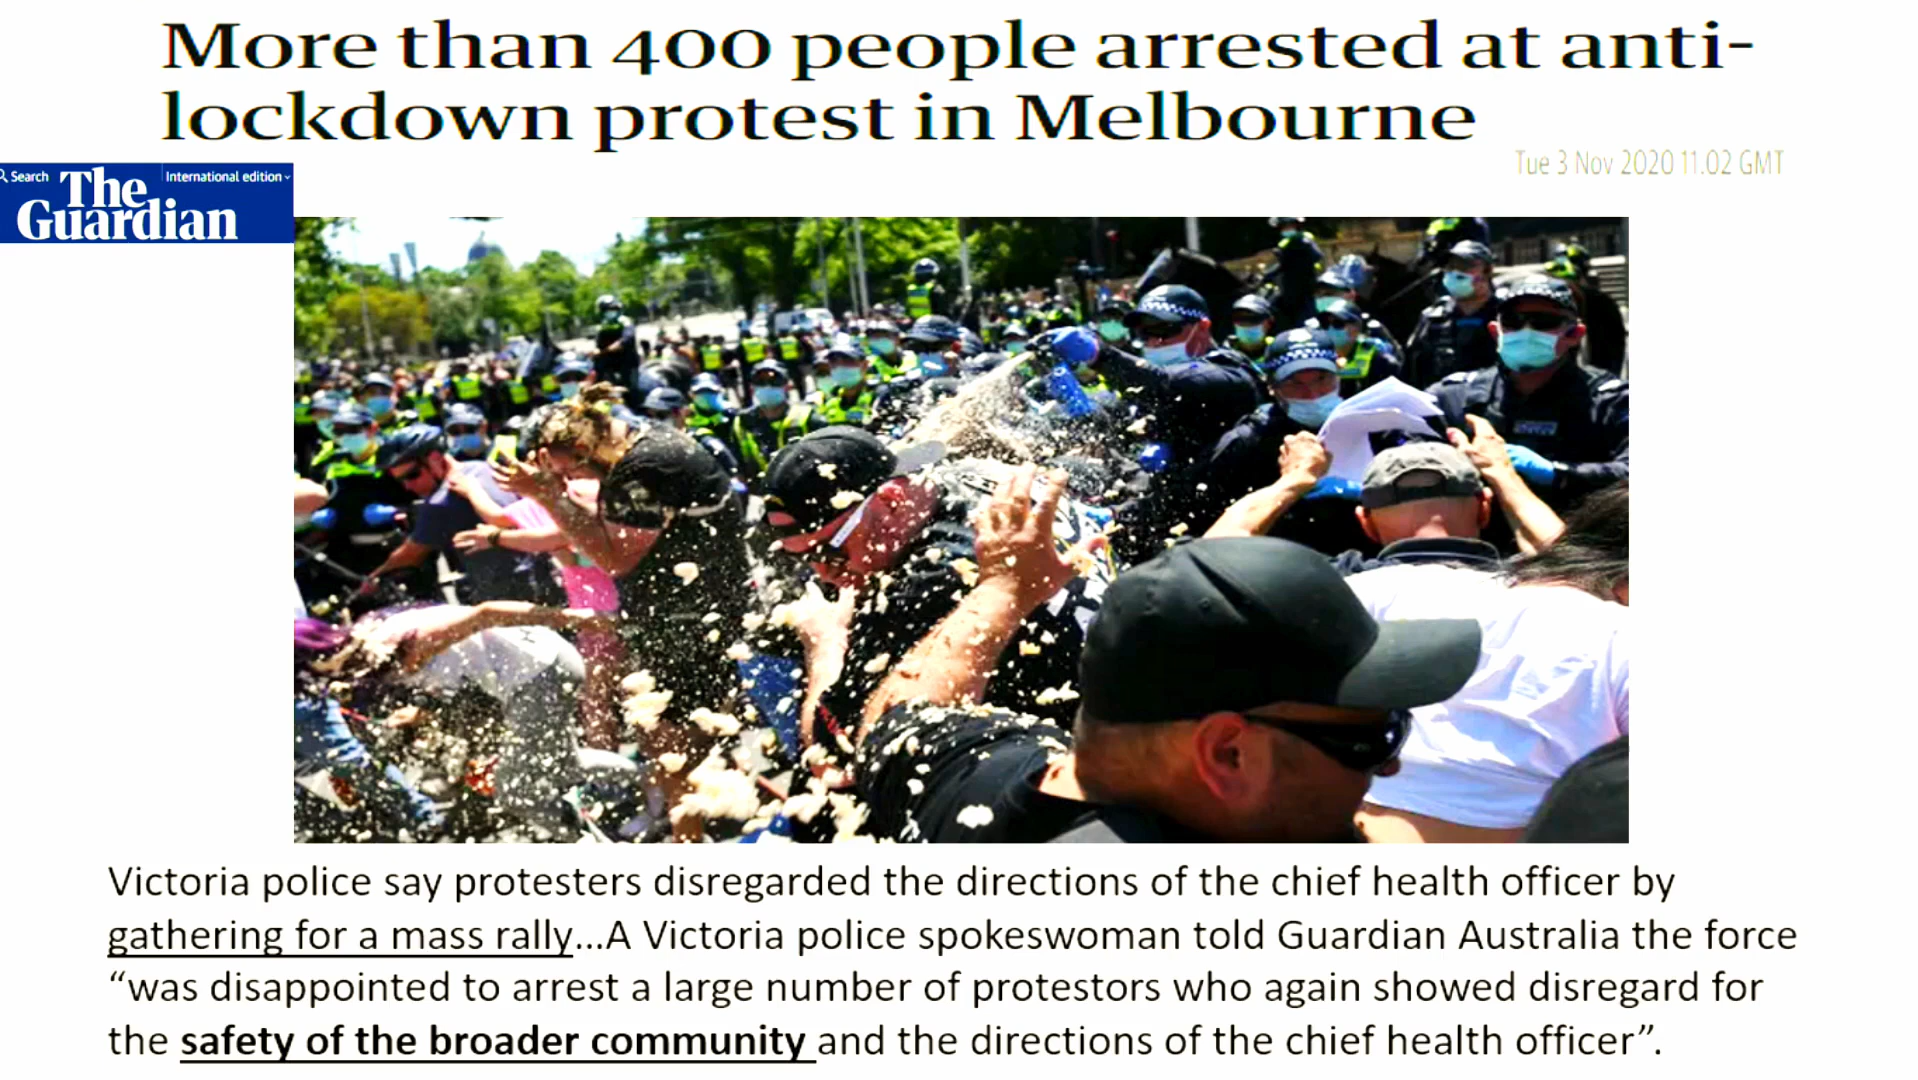 More than 400 people arrested at anti-
lockdown protest in Melbourne
Tue 3 Nov 2020 11.02 GMT
Search
International edition
The
Guardian
Victoria police say protesters disregarded the directions of the chief health officer by
gathering for a mass rally...A Victoria police spokeswoman told Guardian Australia the force
“was disappointed to arrest a large number of protestors who again showed disregard for
the safety of the broader community and the directions of the chief health officer”.